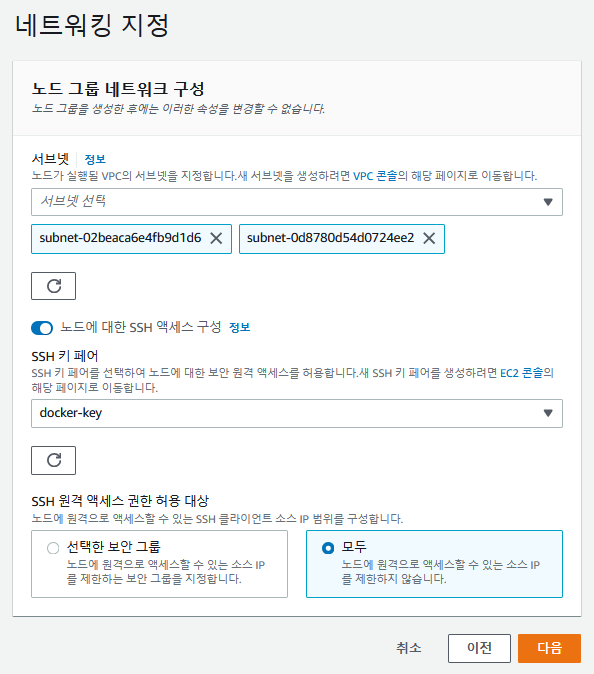 네트워킹 지정
노드 그룹 네트워크 구성
노드 그룹을 생성한 후에는 이러한 속성을 변경할 수 없습니다.
서브넷 정보
노드가 실행될 VPC의 서브넷을 지정합니다.새 서브넷을 생성하려면 VPC 콘솔의 해당 페이지로 이동합니다.
서브넷 선택
subnet-02beaca6e4fb9d1d6 subnet-0d8780d54d0724ee2
노드에 대한 SSH 액세스 구성 정보
SSH 키 페어
SSH 키 페어를 선택하여 노드에 대한 보안 원격 액세스를 허용합니다.새 SSH 키 페어를 생성하려면 EC2 콘솔의
해당 페이지로 이동합니다.
docker-key
SSH 원격 액세스 권한 허용 대상
노드에 원격으로 액세스할 수 있는 SSH 클라이언트 소스 IP 범위를 구성합니다.
선택한 보안 그룹
노드에 원격으로 액세스할 수 있는 소스 IP
를 제한하는 보안 그룹을 지정합니다.
모두
노드에 원격으로 액세스할 수 있는 소스 IP
를 제한하지 않습니다.
취소 이전 다음